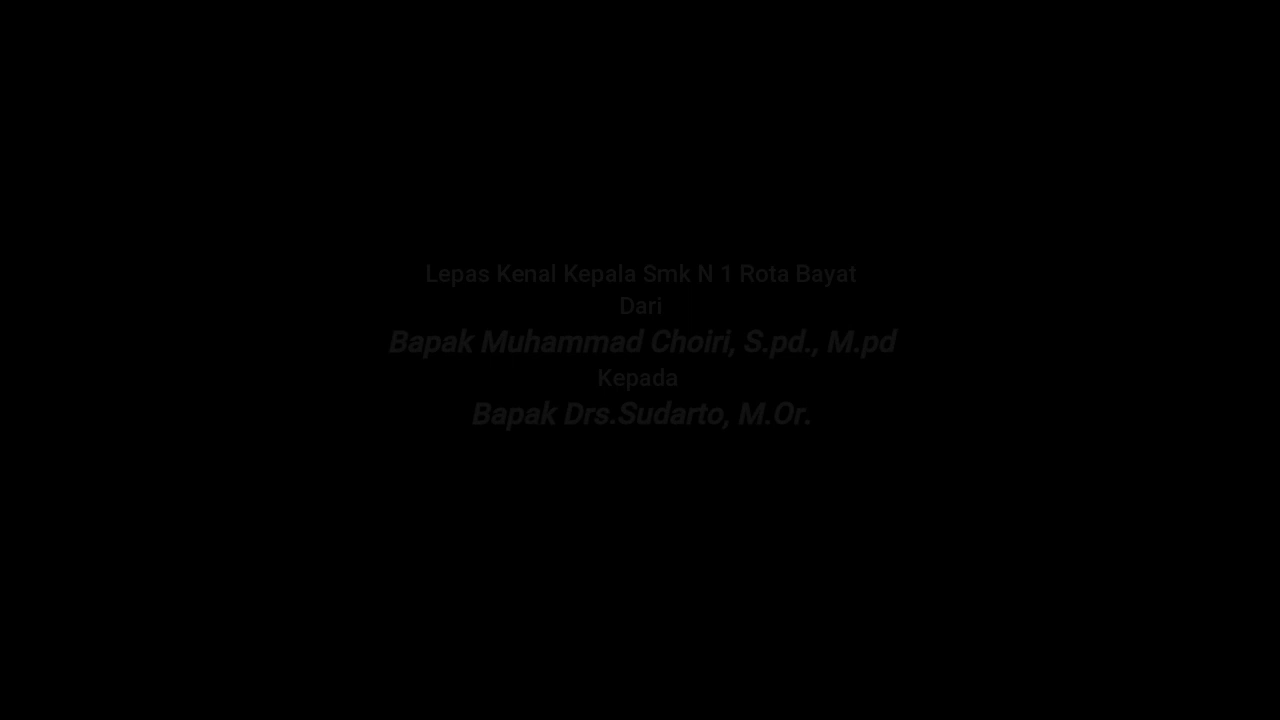 Lepas Kenal Kepala Smk N 1 Rota Bayat
Dari
Bapak Muhammad Choiri, S.pd., M.pd
Kepada
Bapak Drs.Sudarto, M.Or.